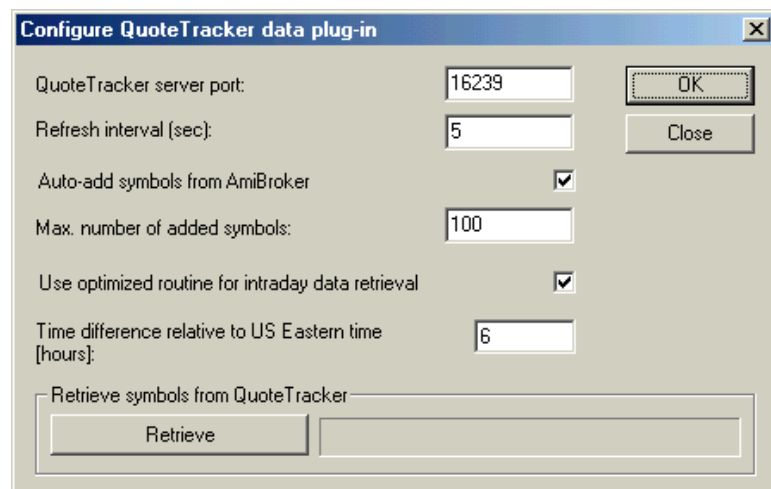 Configure QuoteTracker data plug-in
QuoteTracker server port: 16239 OK
Refresh interval (sec): 5 Close
Auto-add symbols from AmiBroker
Max. number of added symbols: 100
Use optimized routine for intraday data retrieval
Time difference relative to US Eastern time 6
[hours]:
Retrieve symbols from QuoteTracker
Retrieve